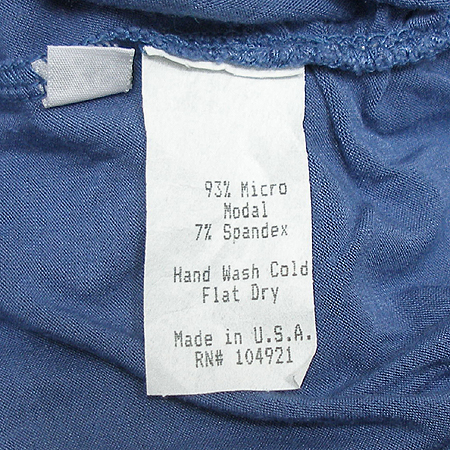 93% Micro
Modal
7% Spandex
Hand Wash Cold
Flat Dry
Made in U.S.A.
RN# 104921